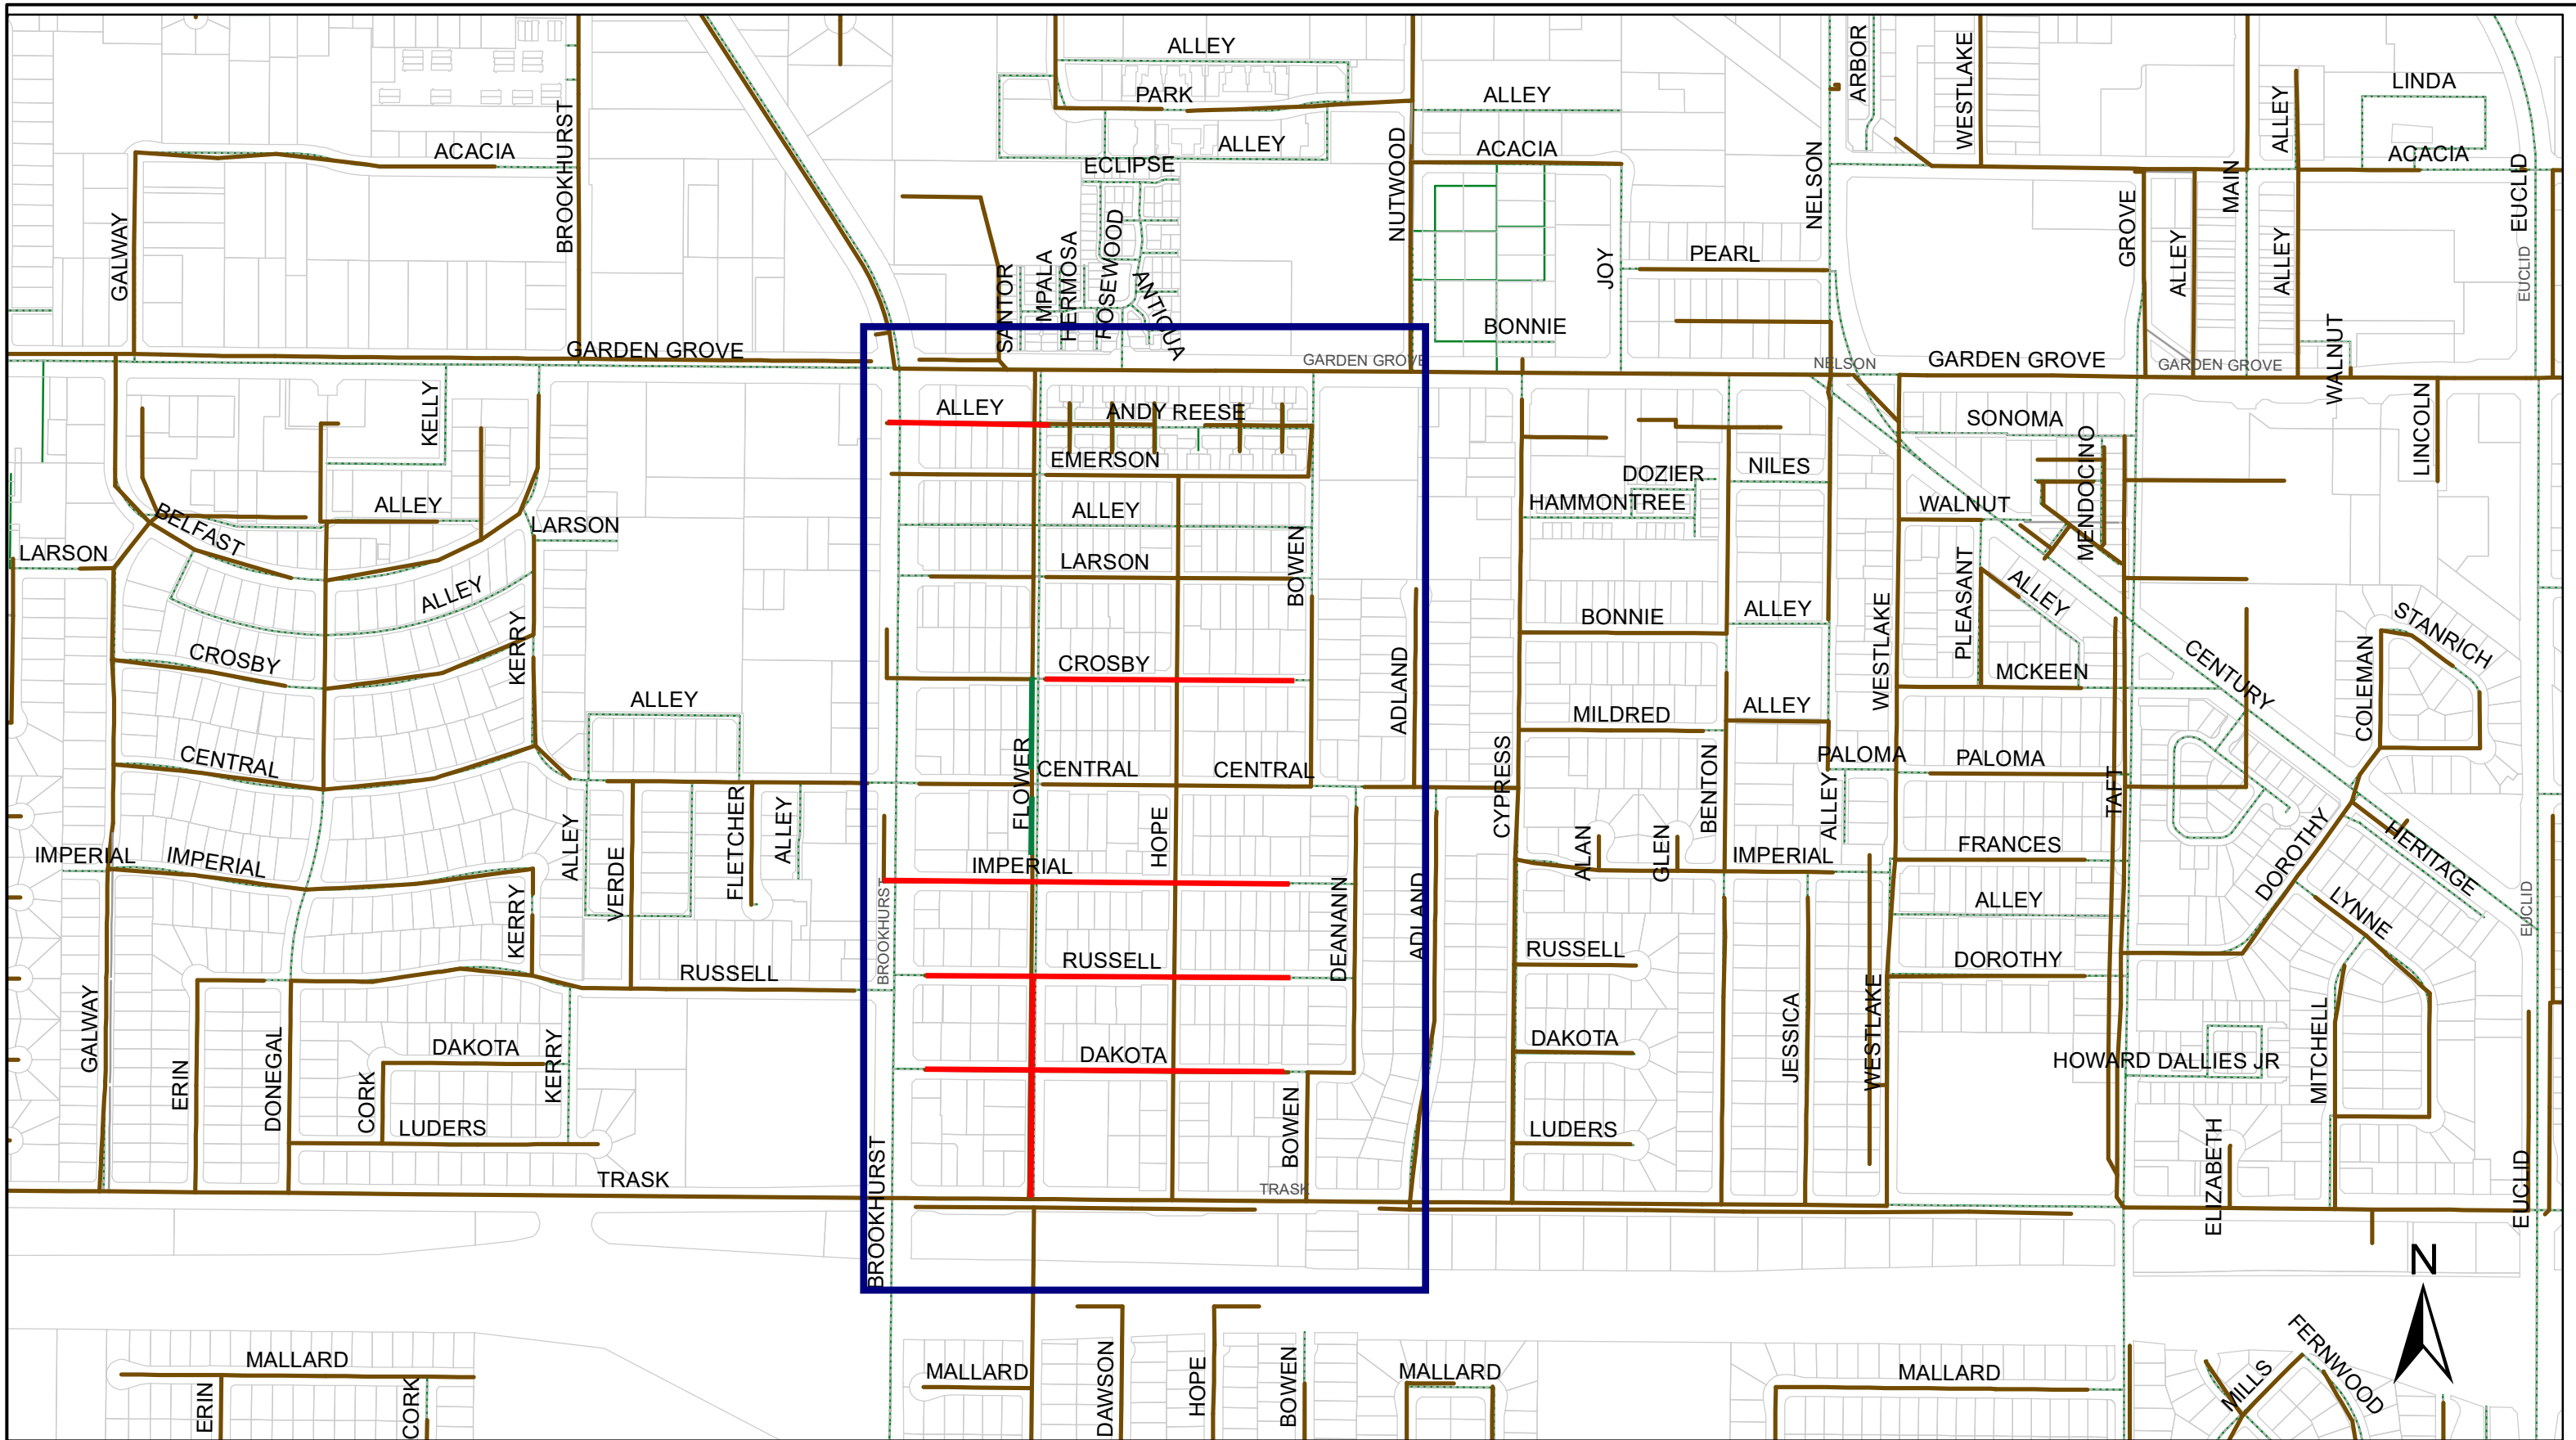 ALLEY
ARBOR
WESTLAKE
LINDA
PARK
ALLEY
ALLEY
ACACIA
BROOKHURST
ALLEY
NUTWOOD
ACACIA
NELSON
MAIN
ACACIA
EUCLID
ECLIPSE
GALWAY
SANTOR
MPALA
HERMOSA
ROSEWOOD
ANTIGUA
JOY
PEARL
GROVE
ALLEY
ALLEY
EUCLID
BONNIE
WALNUT
GARDEN GROVE
GARDEN GROVE
NELSON
GARDEN GROVE
GARDEN GROVE
KELLY
ALLEY
ANDY REESE
SONOMA
MENDOCINO
LINCOLN
EMERSON
DOZIER
NILES
HAMMONTREE
WALNUT
ALLEY
ALLEY
BELFAST
LARSON
LARSON
LARSON
BOWEN
PLEASANT
ALLEY
ALLEY
KERRY
BONNIE
ALLEY
WESTLAKE
STANRICH
CROSBY
CROSBY
ADLAND
MCKEEN
CENTURY
COLEMAN
ALLEY
MILDRED
ALLEY
CENTRAL
FLOWER
CENTRAL
CENTRAL
CYPRESS
BENTON
PALOMA
PALOMA
TAFT
ALLEY
VERDE
FLETCHER
ALLEY
HOPE
ALAN
GLEN
ALLEY
DOROTHY
HERITAGE
IMPERIAL
IMPERIAL
IMPERIAL
IMPERIAL
FRANCES
KERRY
BROOKHURST
DEANANN
ADLAND
ALLEY
LYNNE
EUCLID
RUSSELL
RUSSELL
RUSSELL
DOROTHY
GALWAY
ERIN
DONEGAL
CORK
DAKOTA
KERRY
DAKOTA
DAKOTA
JESSICA
WESTLAKE
HOWARD DALLIES JR
MITCHELL
LUDERS
BOWEN
LUDERS
ELIZABETH
EUCLID
TRASK
BROOKHURST
TRASK
N
MALLARD
ERIN
CORK
MALLARD
DAWSON
HOPE
BOWEN
MALLARD
MALLARD
MILLS
FERNWOOD